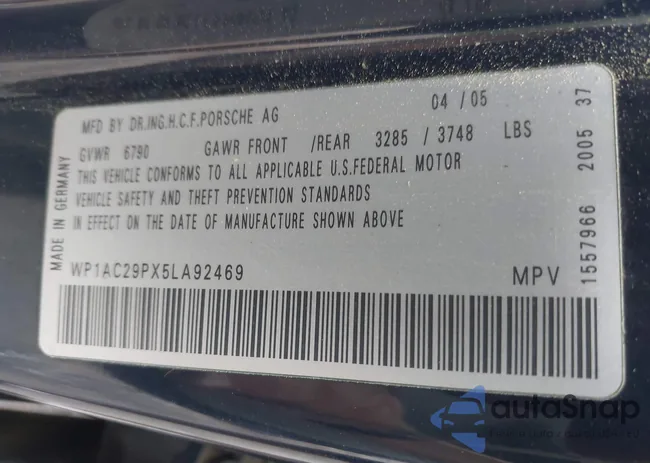 MFD BY DR.ING.H.C.F.PORSCHE AG 04 / 05
GVWR 6790 GAWR FRONT /REAR 3285 / 3748 LBS
THIS VEHICLE CONFORMS TO ALL APPLICABLE U.S.FEDERAL MOTOR
VEHICLE SAFETY AND THEFT PREVENTION STANDARDS
IN EFFECT ON THE DATE OF MANUFACTURE SHOWN ABOVE
WP1AC29PX5LA92469 MPV
MADE IN GERMANY
1557966 2005 37
autoSnap